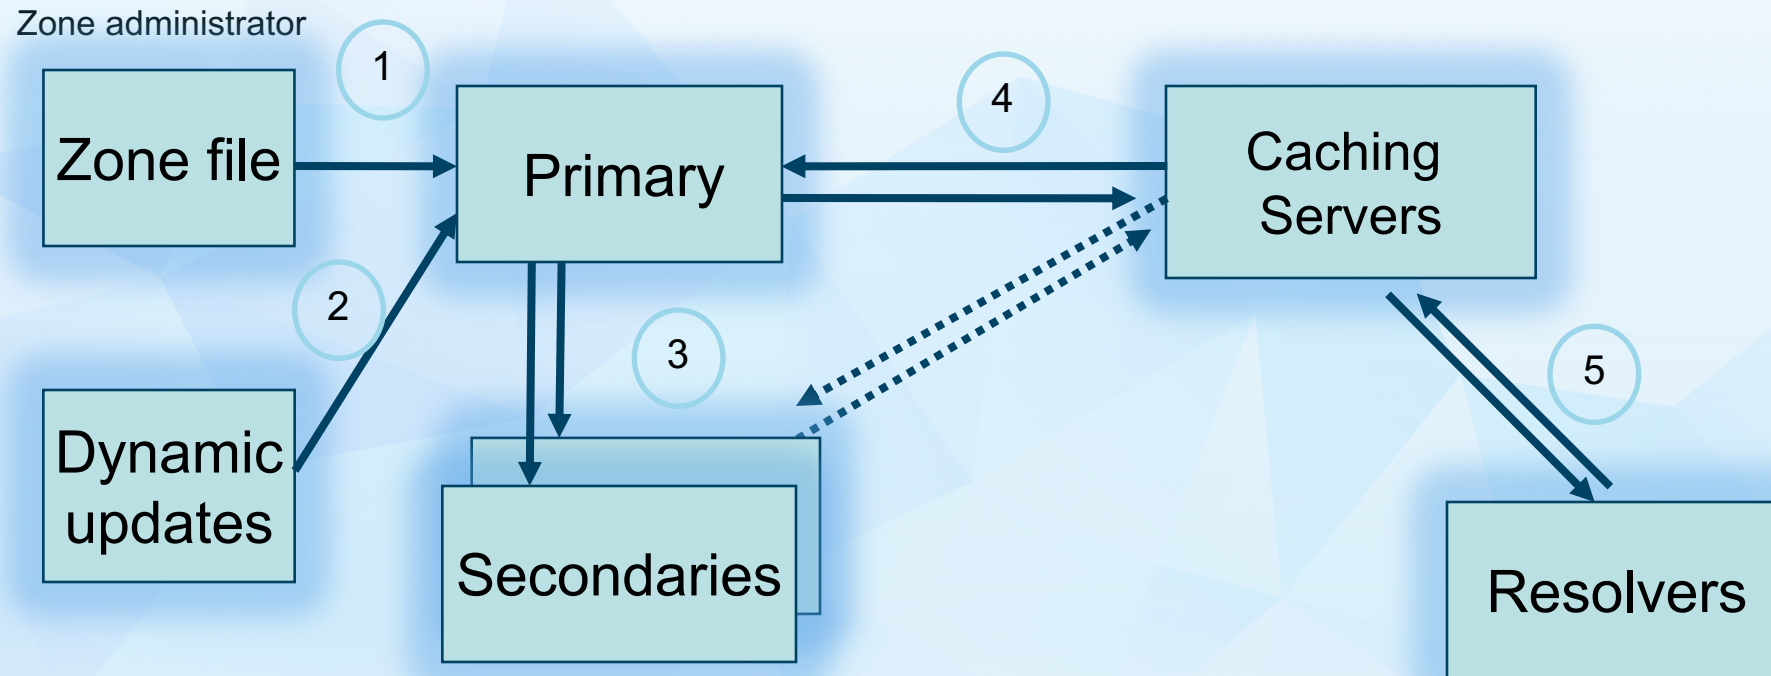 Zone administrator
1
Zone file
Primary
4
Caching
Servers
2
3
Dynamic
updates
Secondaries
5
Resolvers